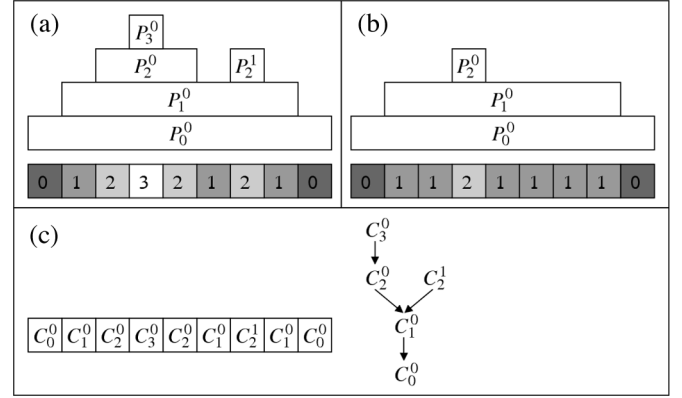 (a)
P_3^0
P_2^0 P_2^1
P_1^0
P_0^0
0 1 2 3 2 1 2 1 0
(b)
P_2^0
P_1^0
P_0^0
0 1 1 2 1 1 1 1 0
(c)
C_0^0 C_1^0 C_2^0 C_3^0 C_2^0 C_1^0 C_2^1 C_1^0 C_0^0
C_3^0
C_2^0 C_2^1
C_1^0
C_0^0